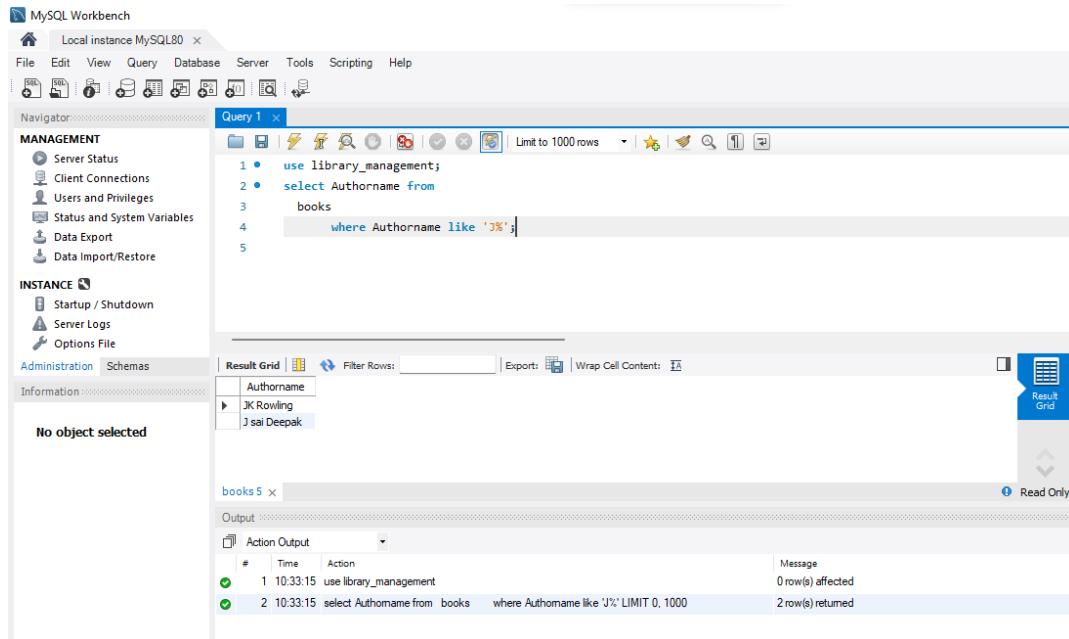 MySQL Workbench
Local instance MySQL80
File Edit View Query Database Server Tools Scripting Help
Navigator
MANAGEMENT
Server Status
Client Connections
Users and Privileges
Status and System Variables
Data Export
Data Import/Restore
INSTANCE
Startup / Shutdown
Server Logs
Options File
Administration Schemas
Information
No object selected
Query 1
Limit to 1000 rows
1 use library_management;
2 select Authorname from
3 books
4 where Authorname like 'J%';
5
Result Grid Filter Rows: Export: Wrap Cell Content:
Authorname
JK Rowling
J sai Deepak
Result
Grid
books 5
Read Only
Output
Action Output
# Time Action Message
1 10:33:15 use library_management 0 row(s) affected
2 10:33:15 select Authorname from books where Authorname like 'J%' LIMIT 0, 1000 2 row(s) returned